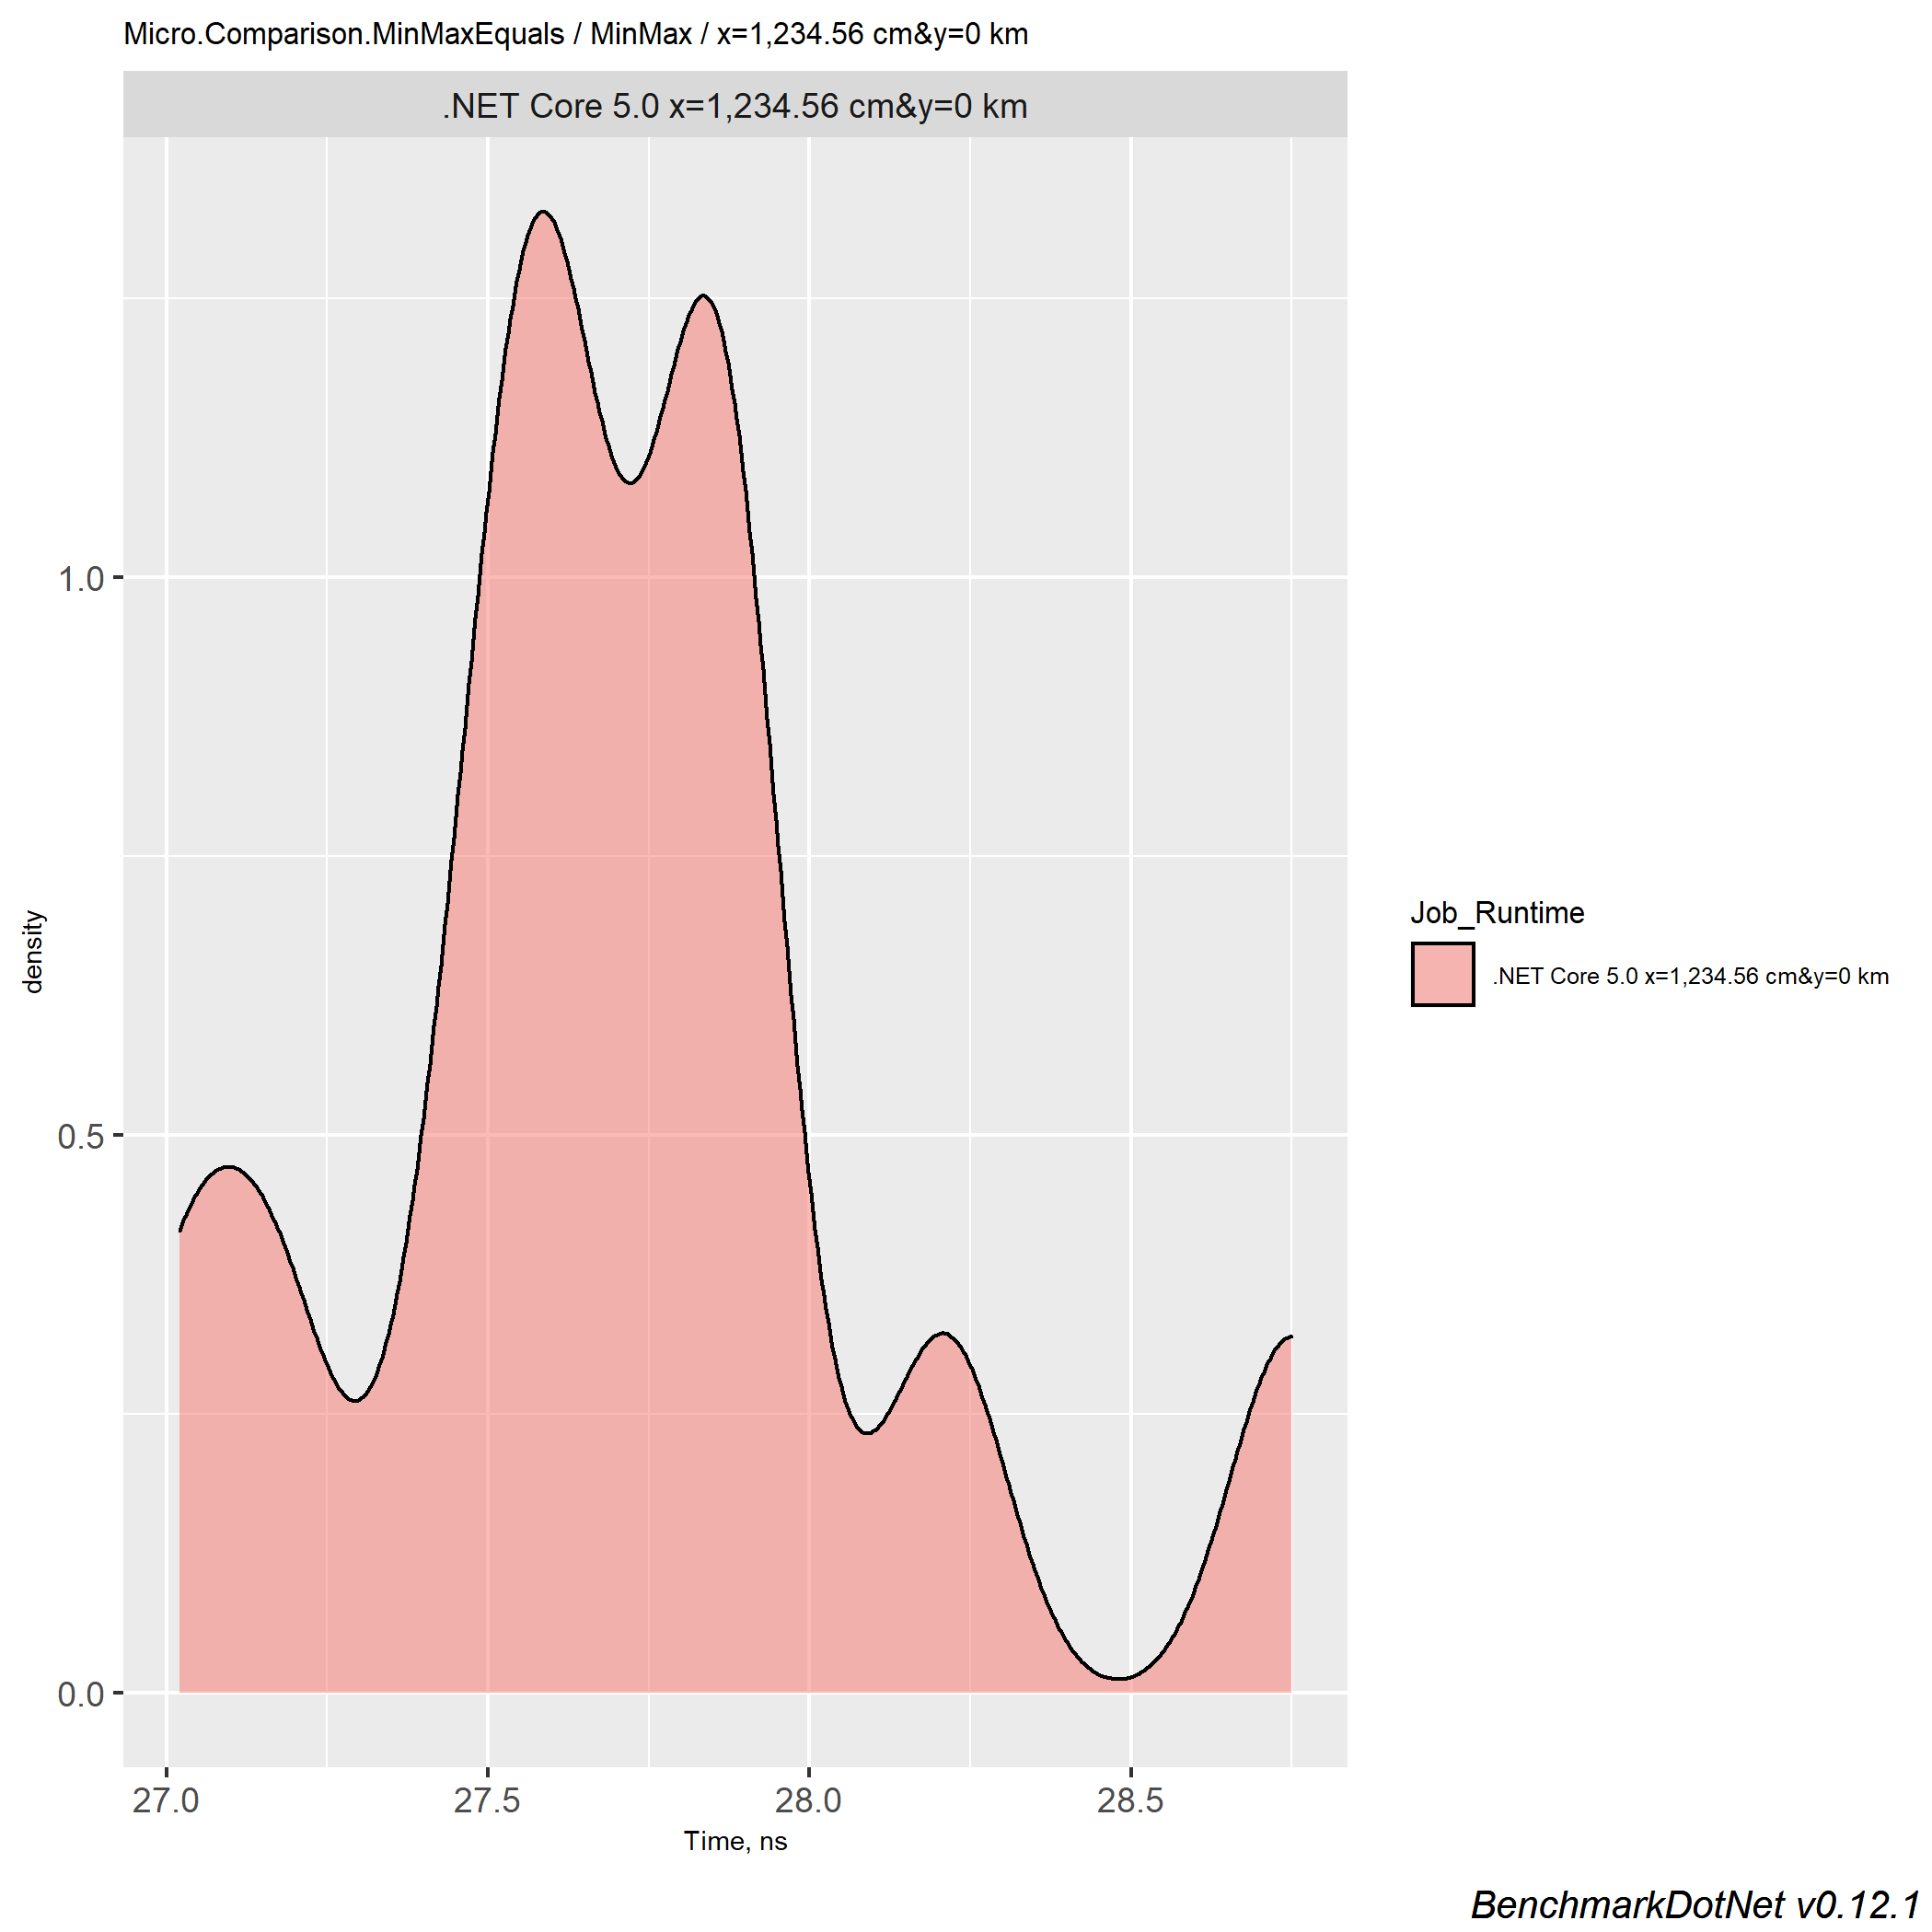 Micro.Comparison.MinMaxEquals / MinMax / x=1,234.56 cm&y=0 km
.NET Core 5.0 x=1,234.56 cm&y=0 km
1.0
0.5
0.0
density
27.0 27.5 28.0 28.5
Time, ns
Job_Runtime
.NET Core 5.0 x=1,234.56 cm&y=0 km
BenchmarkDotNet v0.12.1